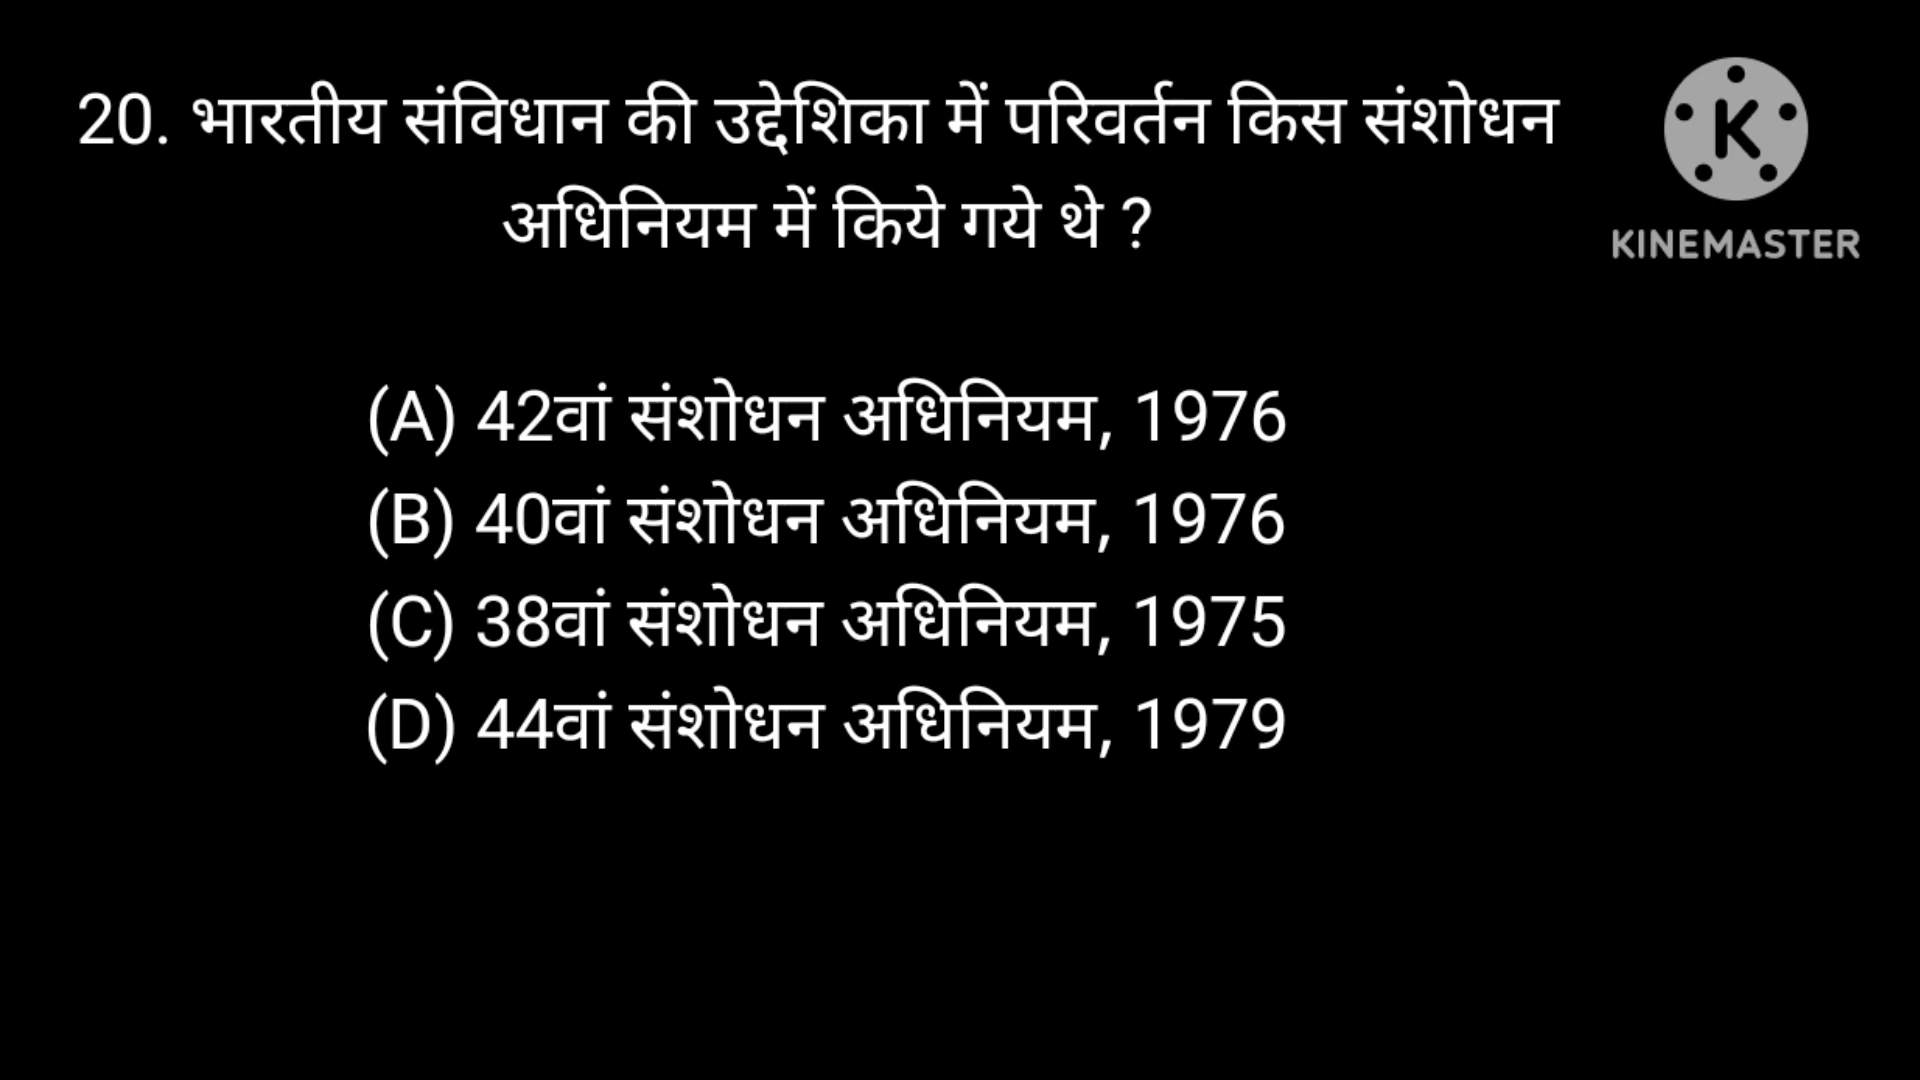 20. भारतीय संविधान की उद्देशिका में परिवर्तन किस संशोधन
अधिनियम में किये गये थे ?
K
KINEMASTER
(A) 42वां संशोधन अधिनियम, 1976
(B) 40वां संशोधन अधिनियम, 1976
(C) 38वां संशोधन अधिनियम, 1975
(D) 44वां संशोधन अधिनियम, 1979